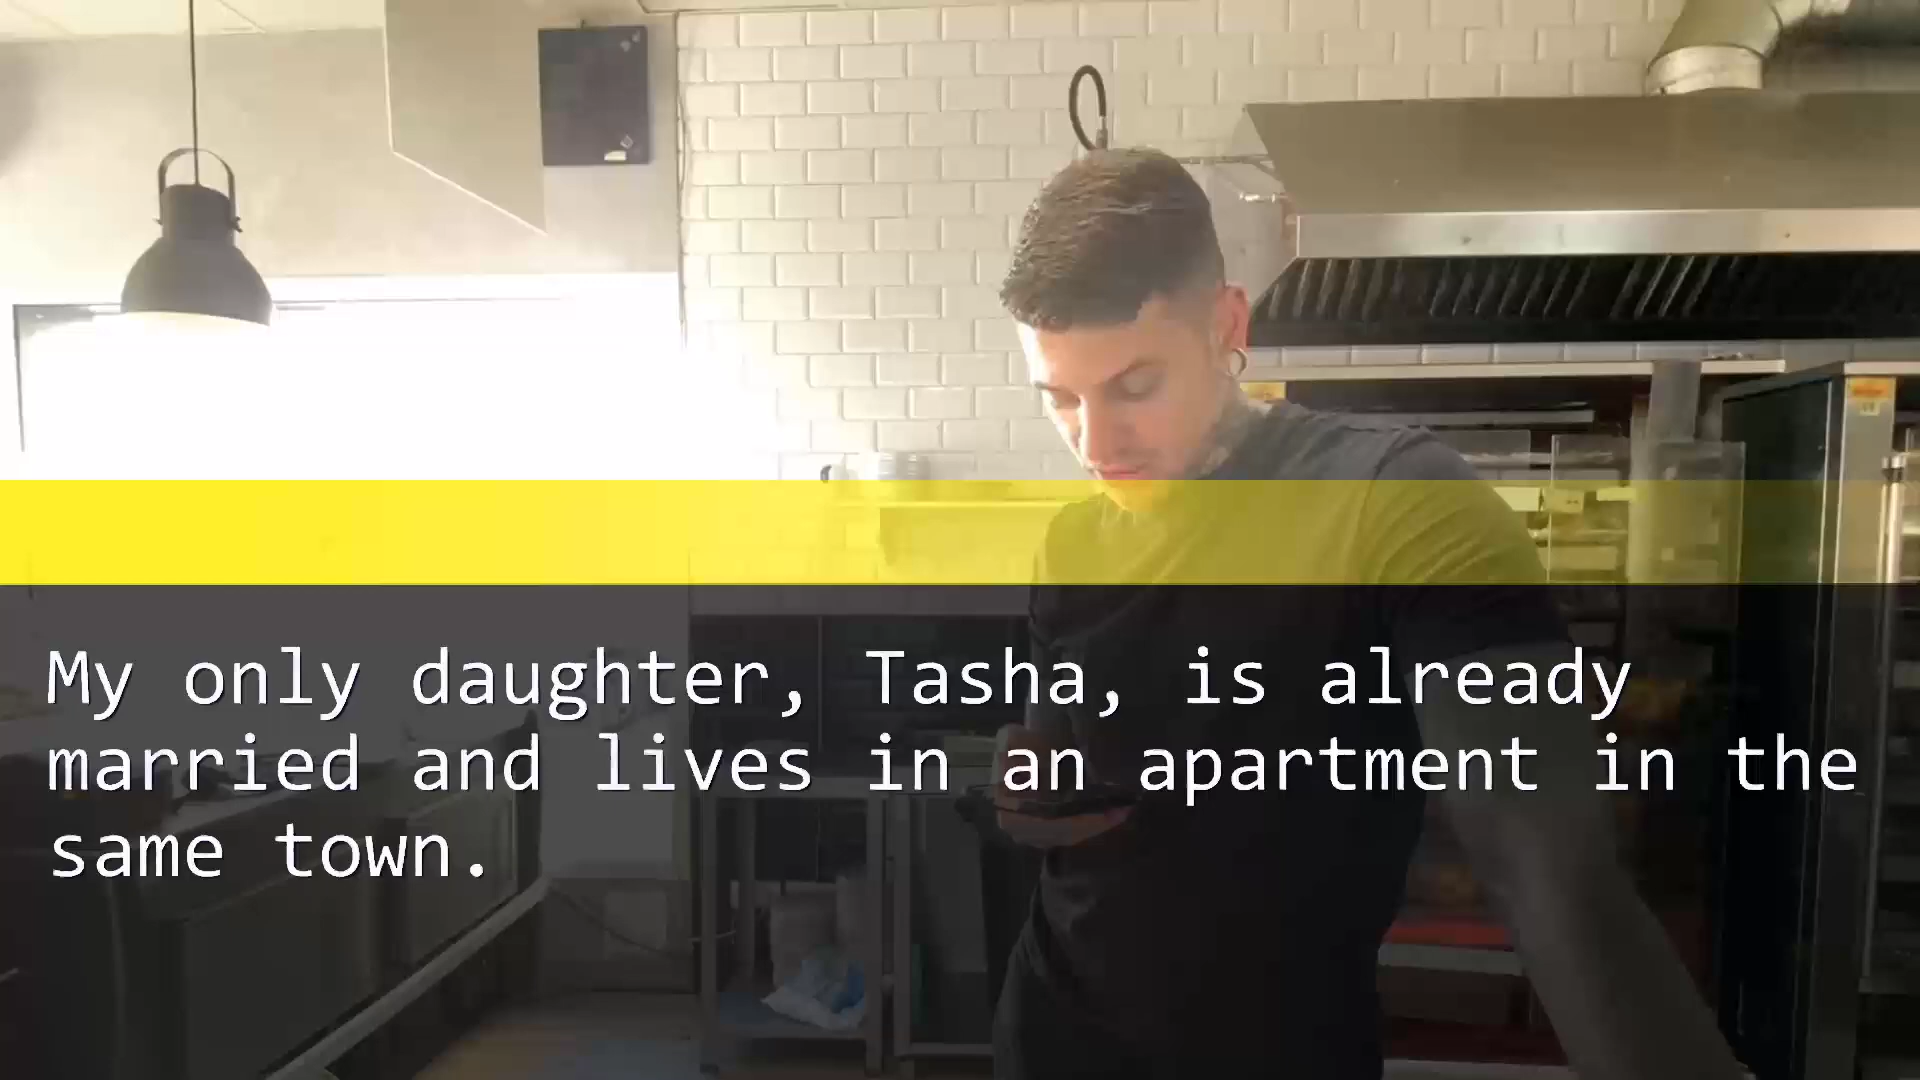 My only daughter, Tasha, is already
married and lives in an apartment in the
same town.